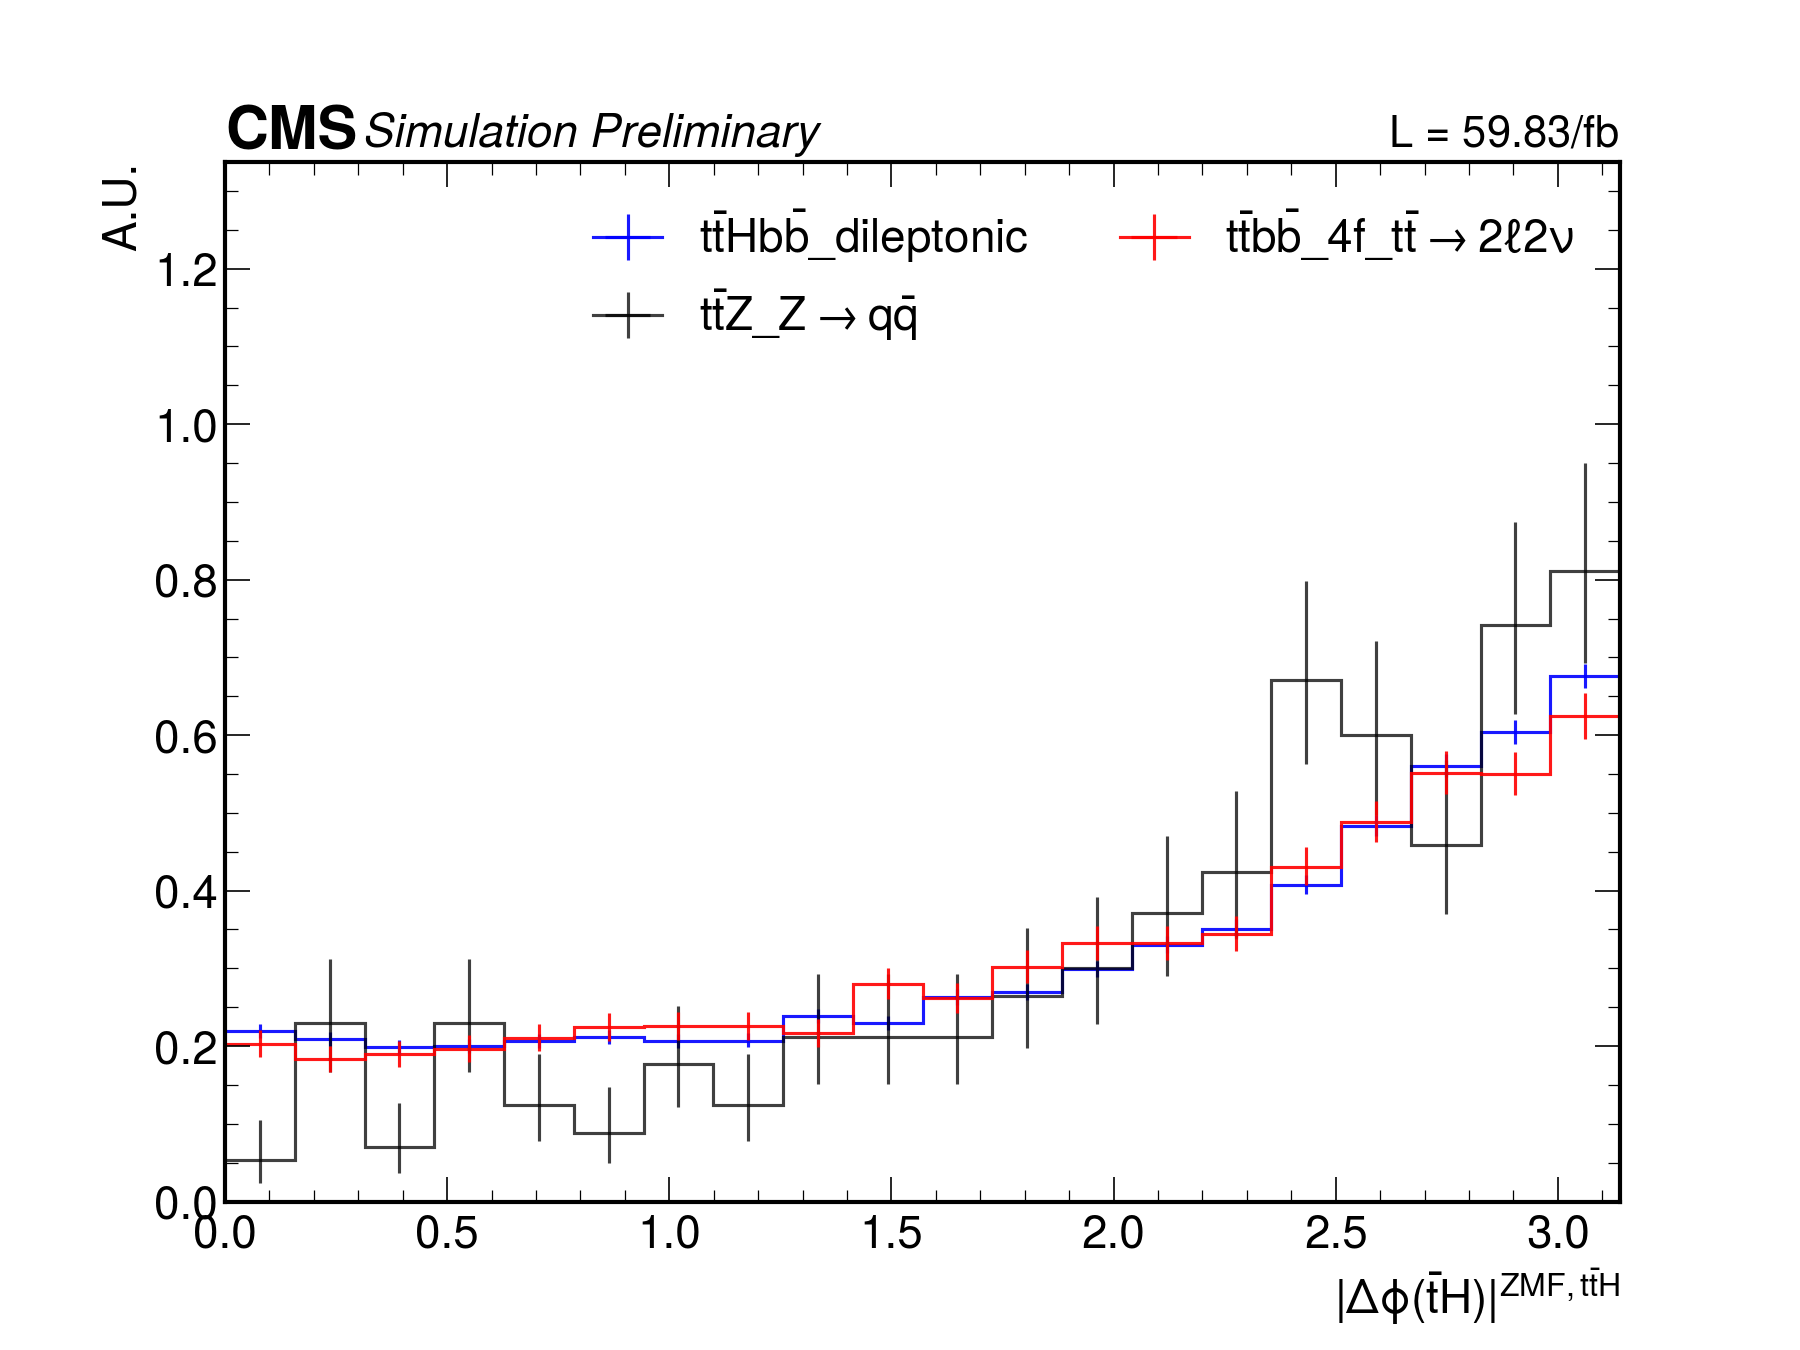 CMS Simulation Preliminary L = 59.83/fb
A.U.
tt̄Hbb̄_dileptonic tt̄bb̄_4f_tt̄ → 2ℓ2ν
tt̄Z_Z → qq̄
1.2
1.0
0.8
0.6
0.4
0.2
0.0
0.0 0.5 1.0 1.5 2.0 2.5 3.0
|Δϕ(t̄H)|^ZMF, tt̄H